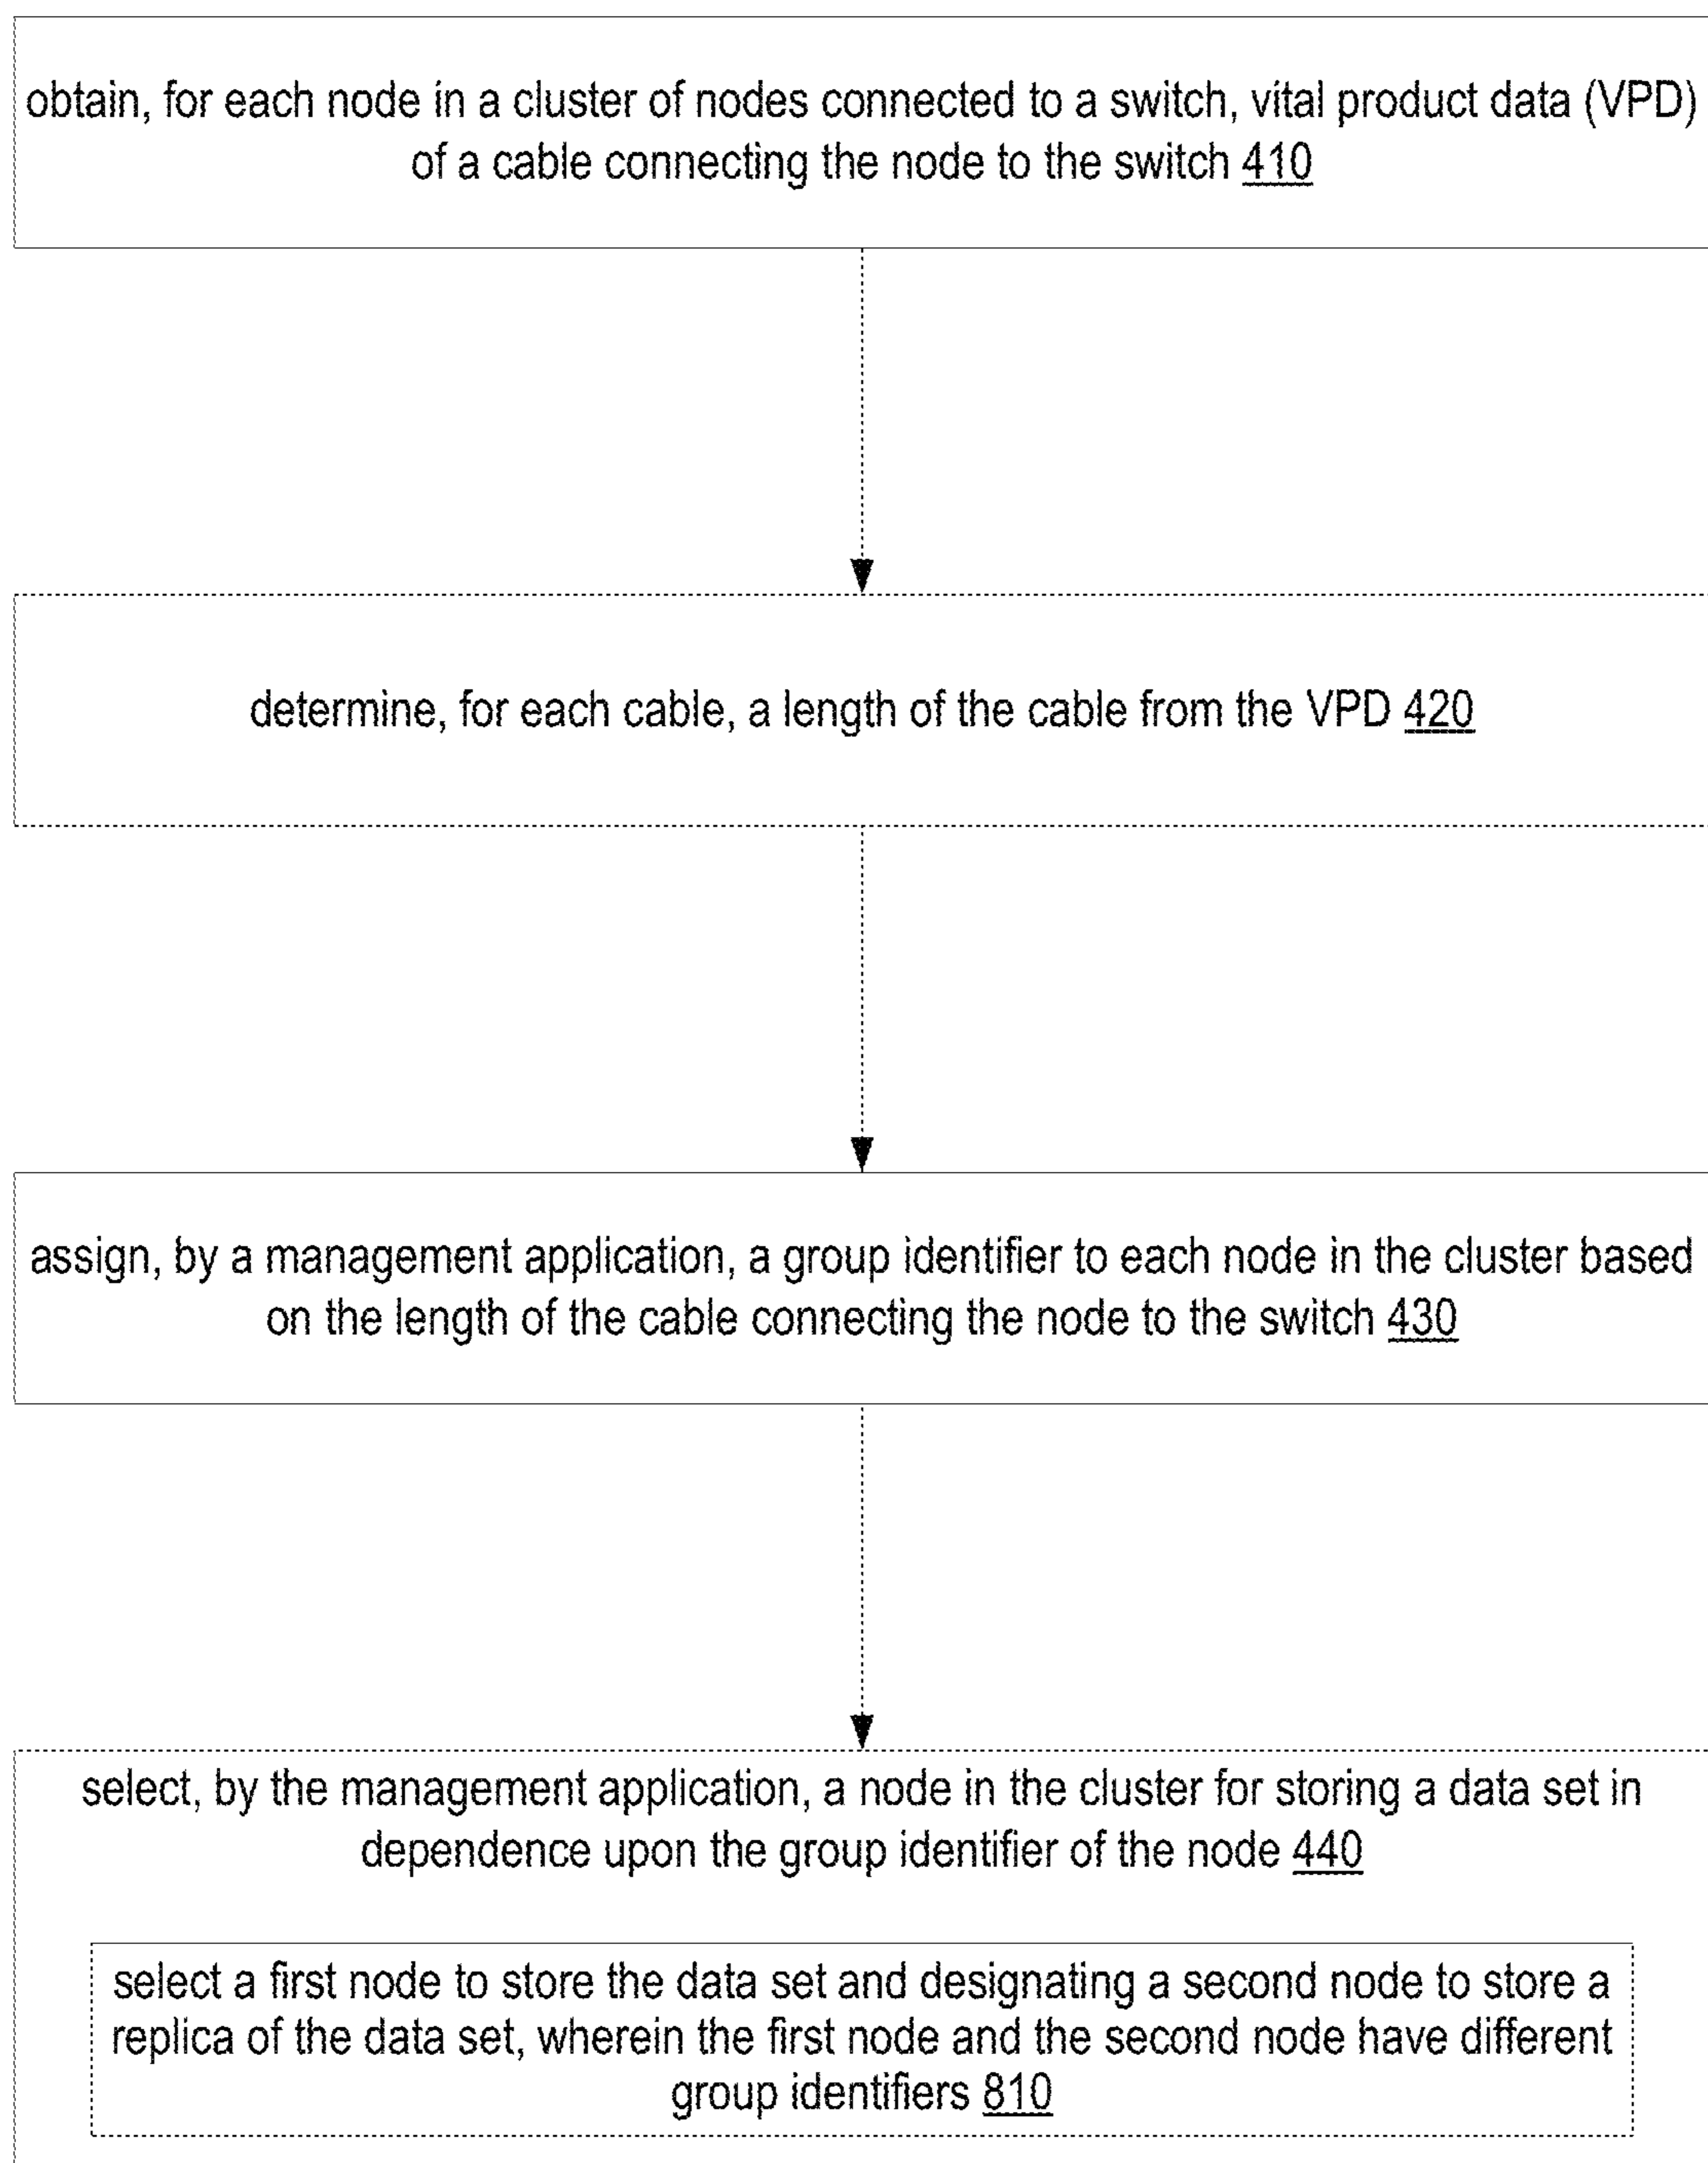 obtain, for each node in a cluster of nodes connected to a switch, vital product data (VPD)
of a cable connecting the node to the switch 410
determine, for each cable, a length of the cable from the VPD 420
assign, by a management application, a group identifier to each node in the cluster based
on the length of the cable connecting the node to the switch 430
select, by the management application, a node in the cluster for storing a data set in
dependence upon the group identifier of the node 440
select a first node to store the data set and designating a second node to store a
replica of the data set, wherein the first node and the second node have different
group identifiers 810